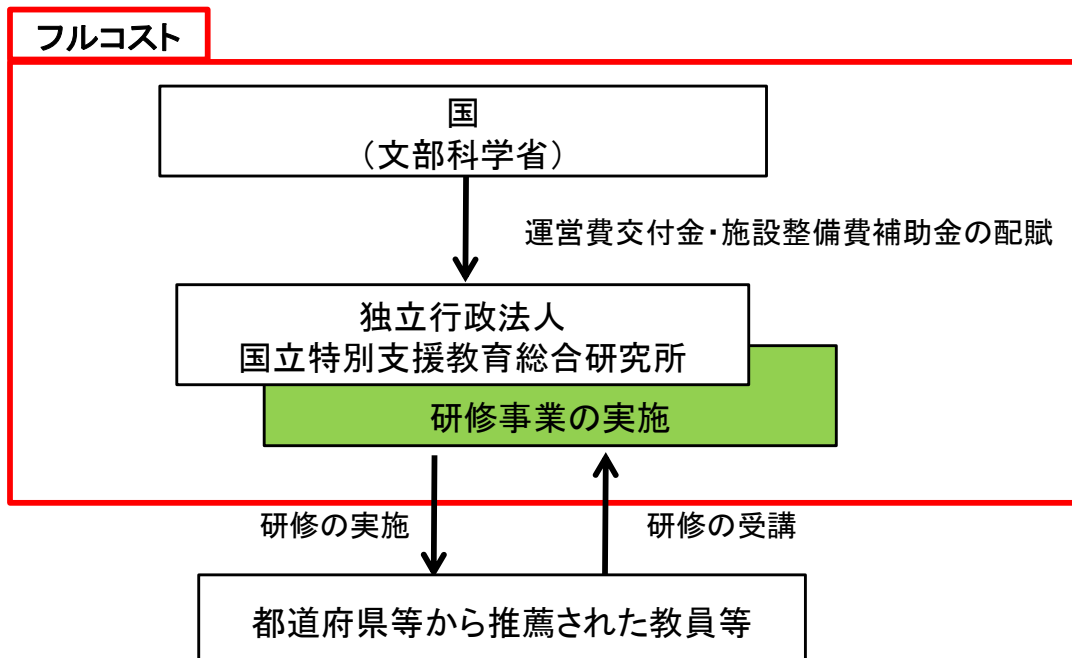 フルコスト
国
（文部科学省）
運営費交付金・施設整備費補助金の配賦
独立行政法人
国立特別支援教育総合研究所
研修事業の実施
研修の実施
研修の受講
都道府県等から推薦された教員等